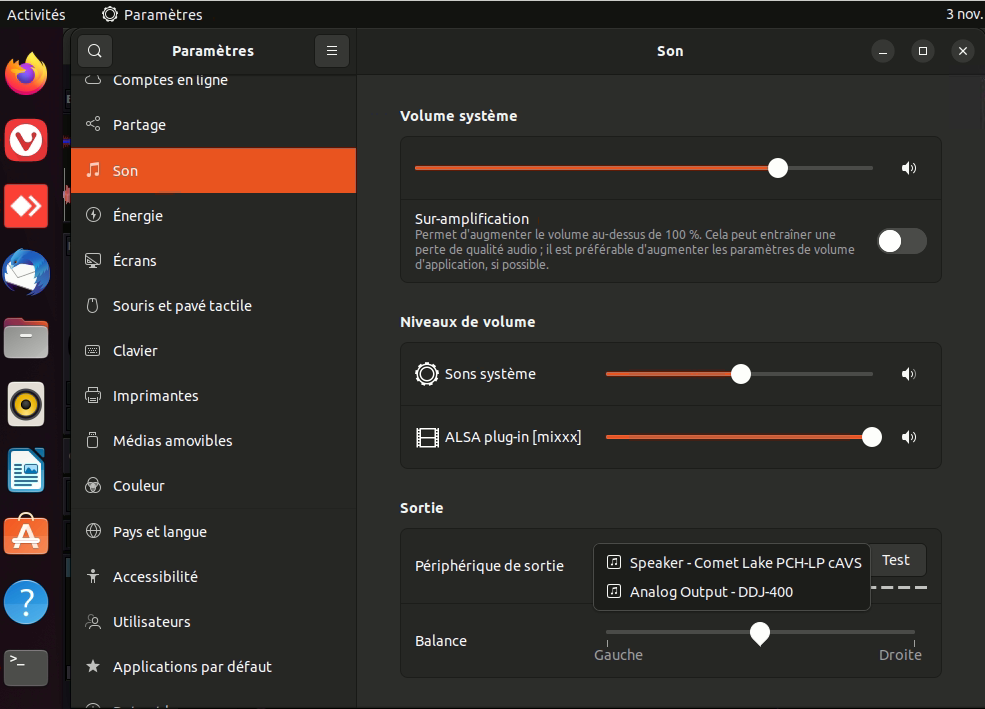 Activités
Paramètres
3 nov.
Paramètres
Son
Comptes en ligne
Partage
Son
Énergie
Écrans
Souris et pavé tactile
Clavier
Imprimantes
Médias amovibles
Couleur
Pays et langue
Accessibilité
Utilisateurs
Applications par défaut
Volume système
Sur-amplification
Permet d'augmenter le volume au-dessus de 100 %. Cela peut entraîner une
perte de qualité audio ; il est préférable d'augmenter les paramètres de volume
d'application, si possible.
Niveaux de volume
Sons système
ALSA plug-in [mixxx]
Sortie
Périphérique de sortie
Speaker - Comet Lake PCH-LP cAVS
Analog Output - DDJ-400
Test
Balance
Gauche
Droite